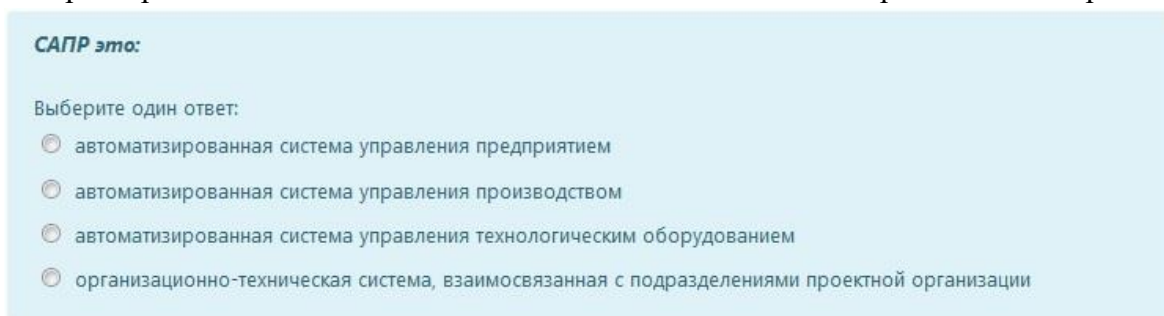 САПР это:
Выберите один ответ:
автоматизированная система управления предприятием
автоматизированная система управления производством
автоматизированная система управления технологическим оборудованием
организационно-техническая система, взаимосвязанная с подразделениями проектной организации